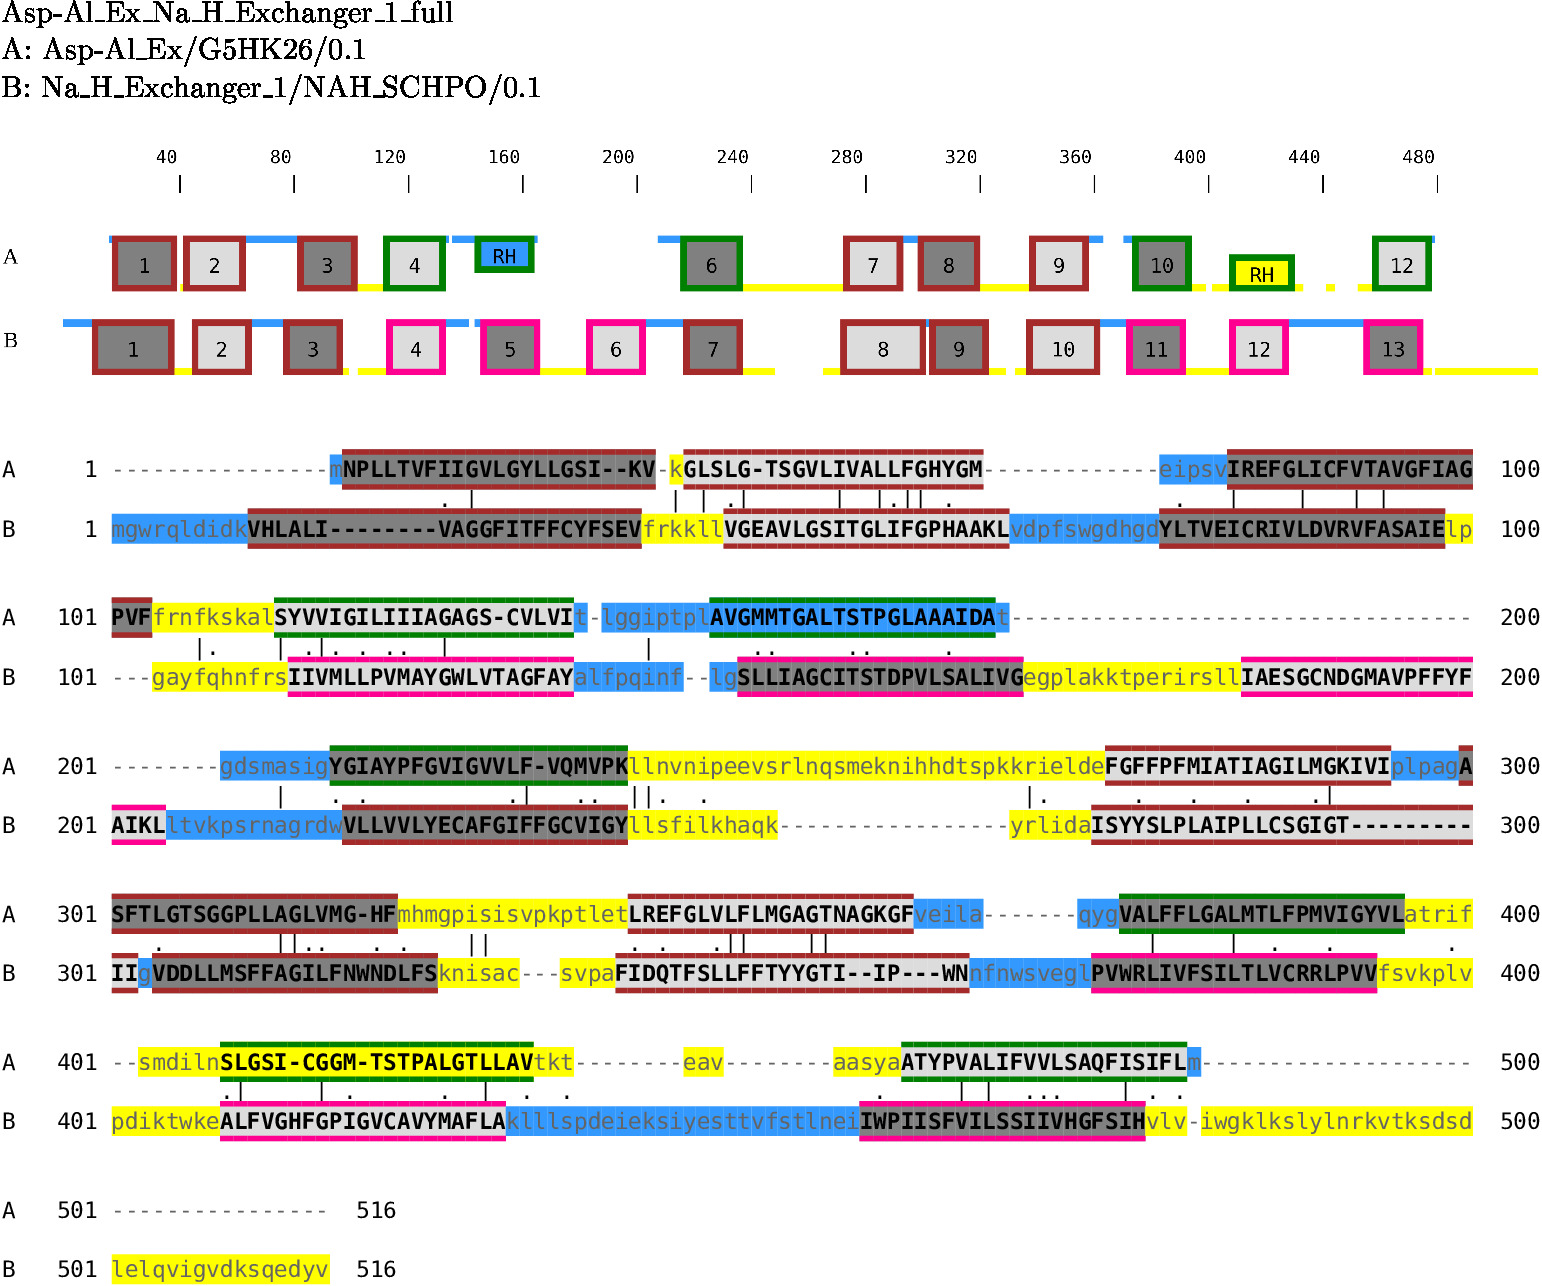 Asp-Al_Ex_Na_H_Exchanger_1_full
A: Asp-Al_Ex/G5HK26/0.1
B: Na_H_Exchanger_1/NAH_SCHPO/0.1
40 80 120 160 200 240 280 320 360 400 440 480
A 1 2 3 4 RH 6 7 8 9 10 RH 12
B 1 2 3 4 5 6 7 8 9 10 11 12 13
A 1 ----------------mNPLLTVFIIGVLGYLLGSI--KV-kGLSLG-TSGVLIVALLFGHYGM-------------eipsvIREFGLICFVTAVGFIAG 100
B 1 mgwrqldidkVHLALI--------VAGGFITFFCYFSEVfrkkllVGEAVLGSITGLIFGPHAAKLvdpfswgdhgdYLTVEICRIVLDVRVFASAIElp 100
A 101 PVFfrnfkskalSYVVIGILIIIAGAGS-CVLVIt-lggiptplAVGMMTGALTSTPGLAAAIDAt---------------------------------- 200
B 101 ---gayfqhnfrsIIVMLLPVMAYGWLVTAGFAYalfpqinf--lgSLLIAGCITSTDPVLSALIVGegplakktperirsllIAESGCNDGMAVPFFYF 200
A 201 --------gdsmasigYGIAYPFGVIGVVLF-VQMVPKllnvnipeevsrlnqsmeknihhdtspkkrieldeFGFFPFMIATIAGILMGKIVIplpagA 300
B 201 AIKLltvkpsrnagrdwVLLVVLYECAFGIFFGCVIGYllsfilkhaqk-----------------yrlidaISYYSLPLAIPLLCSGIGT--------- 300
A 301 SFTLGTSGGPLLAGLVMG-HFmhmgpisisvpkptletLREFGLVLFLMGAGTNAGKGFveila-------qygVALFFLGALMTLFPMVIGYVLatrif 400
B 301 IIgVDDLLMSFFAGILFNWNDLFSknisac---svpaFIDQTFSLLFFTYYGTI--IP---WNnfnwsveglPVWRLIVFSILTLVCRRLPVVfsvkplv 400
A 401 --smdilnSLGSI-CGGM-TSTPALGTLLAVtkt--------eav--------aasyaATYPVALIFVVLSAQFISIFLm-------------------- 500
B 401 pdiktwkeALFVGHFGPIGVCAVYMAFLAklllspdeieksiyesttvfstlneiIWPIISFVILSSIIVHGFSIHvlv-iwgklkslylnrkvtksdsd 500
A 501 ---------------- 516
B 501 lelqvigvdksqedyv 516